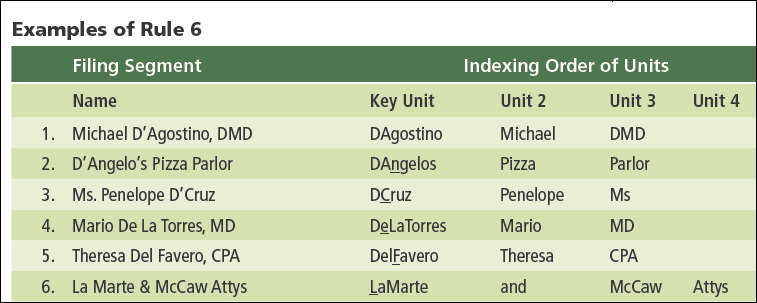 Examples of Rule 6
Filing Segment Indexing Order of Units
Name Key Unit Unit 2 Unit 3 Unit 4
1. Michael D’Agostino, DMD DAgostino Michael DMD
2. D’Angelo’s Pizza Parlor DAngelos Pizza Parlor
3. Ms. Penelope D’Cruz DCruz Penelope Ms
4. Mario De La Torres, MD DeLaTorres Mario MD
5. Theresa Del Favero, CPA DelFavero Theresa CPA
6. La Marte & McCaw Attys LaMarte and McCaw Attys